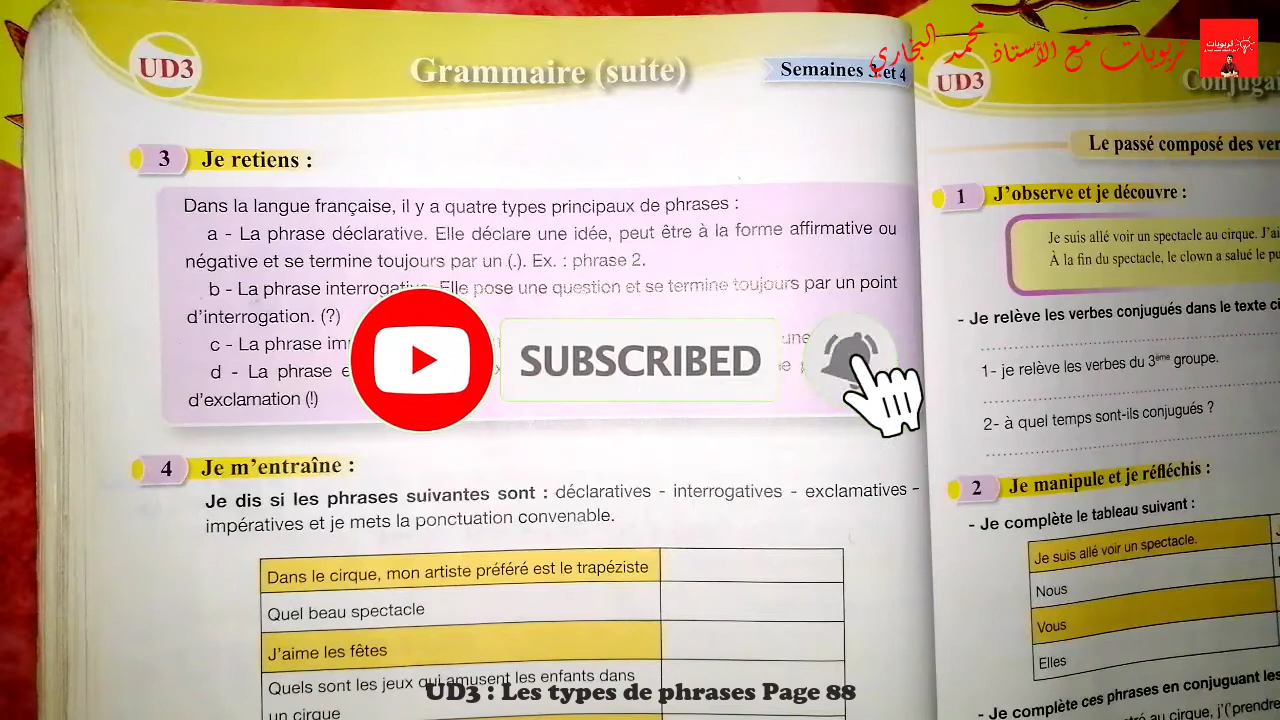 UD3
Grammaire (suite)
Semaines 3 et 4
3 Je retiens :
Dans la langue française, il y a quatre types principaux de phrases :
a - La phrase déclarative. Elle déclare une idée, peut être à la forme affirmative ou
négative et se termine toujours par un (.). Ex. : phrase 2.
b - La phrase interrogative. Elle pose une question et se termine toujours par un point
d'interrogation. (?)
c - La phrase une
d - La phrase
d'exclamation (!)
SUBSCRIBED
4 Je m'entraîne :
Je dis si les phrases suivantes sont : déclaratives - interrogatives - exclamatives -
impératives et je mets la ponctuation convenable.
Dans le cirque, mon artiste préféré est le trapéziste
Quel beau spectacle
J'aime les fêtes
Quels sont les jeux qui amusent les enfants dans
un cirque
UD3 : Les types de phrases Page 88
تربويات مع الأستاذ محمد البخاري
تربويات
UD3
Le passé composé des
1 J'observe et je découvre :
Je suis allé voir un spectacle au cirque.
À la fin du spectacle, le clown a salué le
- Je relève les verbes conjugués dans le texte
1- je relève les verbes du 3ème groupe.
2- à quel temps sont-ils conjugués ?
2 Je manipule et je réfléchis :
- Je complète le tableau suivant :
Je suis allé voir un spectacle.
Nous
Vous
Elles
- Je complète ces phrases en conjuguant
au cirque, j'(prendre